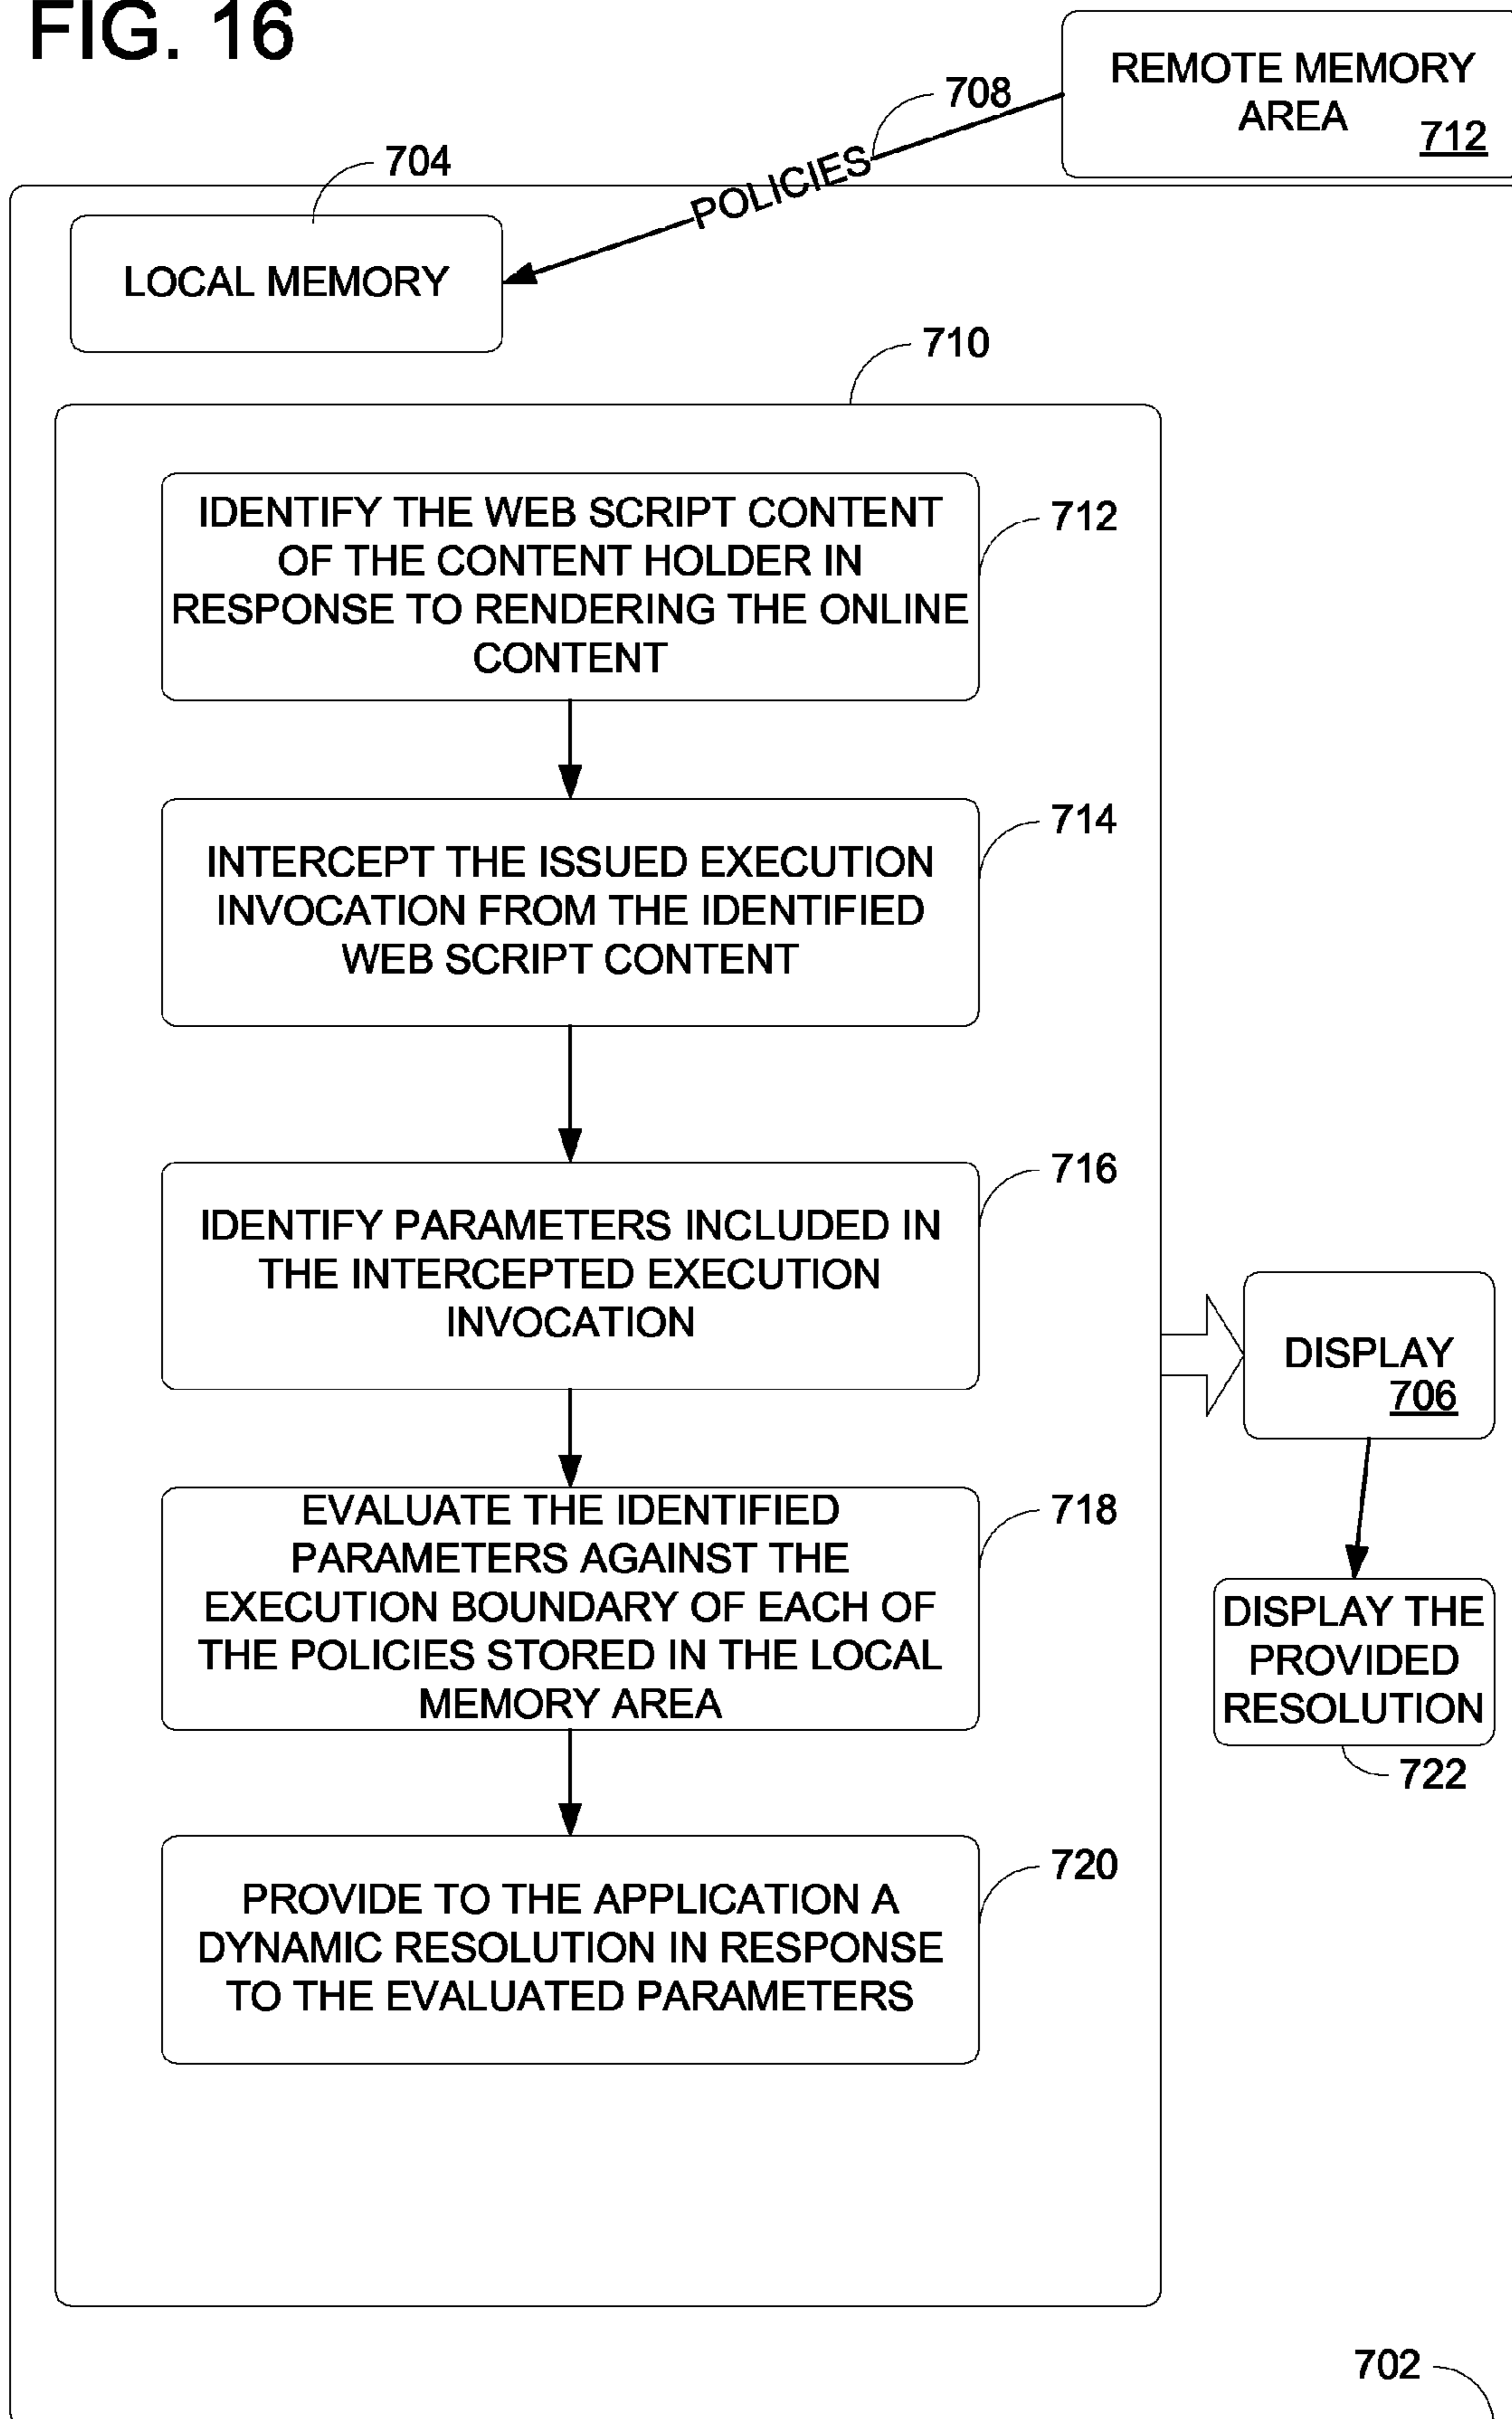 FIG. 16
REMOTE MEMORY
AREA
712
708
POLICIES
704
LOCAL MEMORY
710
IDENTIFY THE WEB SCRIPT CONTENT
OF THE CONTENT HOLDER IN
RESPONSE TO RENDERING THE ONLINE
CONTENT
712
INTERCEPT THE ISSUED EXECUTION
INVOCATION FROM THE IDENTIFIED
WEB SCRIPT CONTENT
714
IDENTIFY PARAMETERS INCLUDED IN
THE INTERCEPTED EXECUTION
INVOCATION
716
EVALUATE THE IDENTIFIED
PARAMETERS AGAINST THE
EXECUTION BOUNDARY OF EACH OF
THE POLICIES STORED IN THE LOCAL
MEMORY AREA
718
PROVIDE TO THE APPLICATION A
DYNAMIC RESOLUTION IN RESPONSE
TO THE EVALUATED PARAMETERS
720
DISPLAY
706
DISPLAY THE
PROVIDED
RESOLUTION
722
702